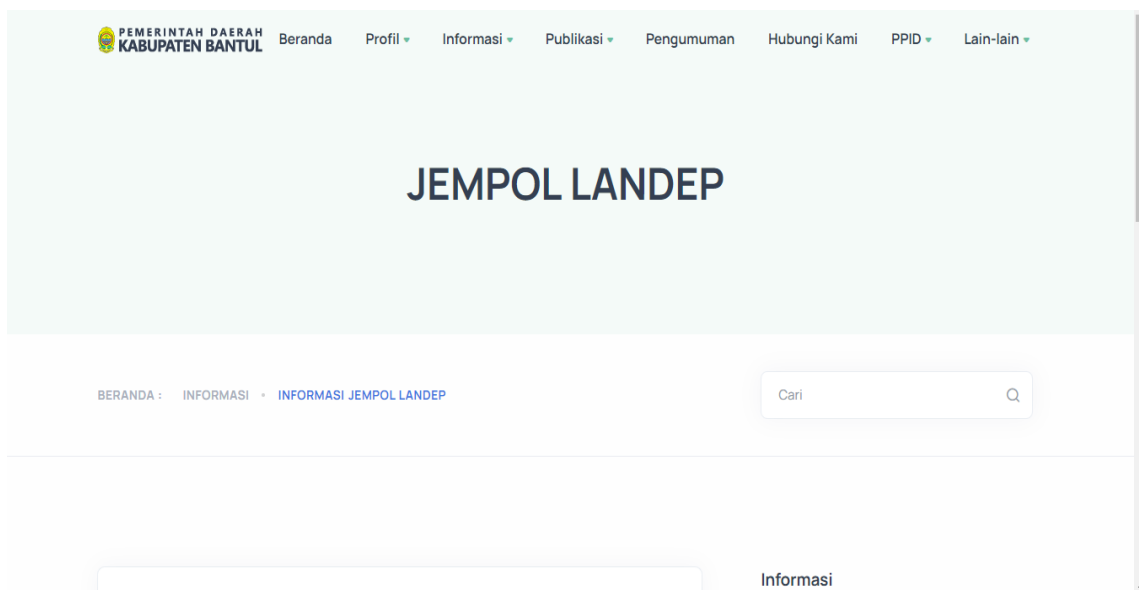 PEMERINTAH DAERAH
KABUPATEN BANTUL
Beranda Profil Informasi Publikasi Pengumuman Hubungi Kami PPID Lain-lain
JEMPOL LANDEP
BERANDA : INFORMASI • INFORMASI JEMPOL LANDEP
Cari
Informasi